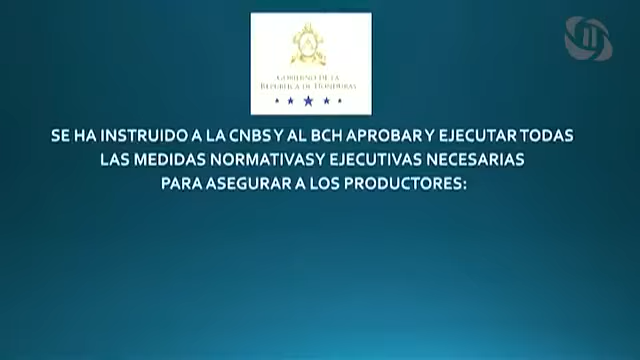 GOBIERNO DE LA
REPÚBLICA DE HONDURAS
SE HA INSTRUIDO A LA CNBS Y AL BCH APROBAR Y EJECUTAR TODAS
LAS MEDIDAS NORMATIVAS Y EJECUTIVAS NECESARIAS
PARA ASEGURAR A LOS PRODUCTORES: